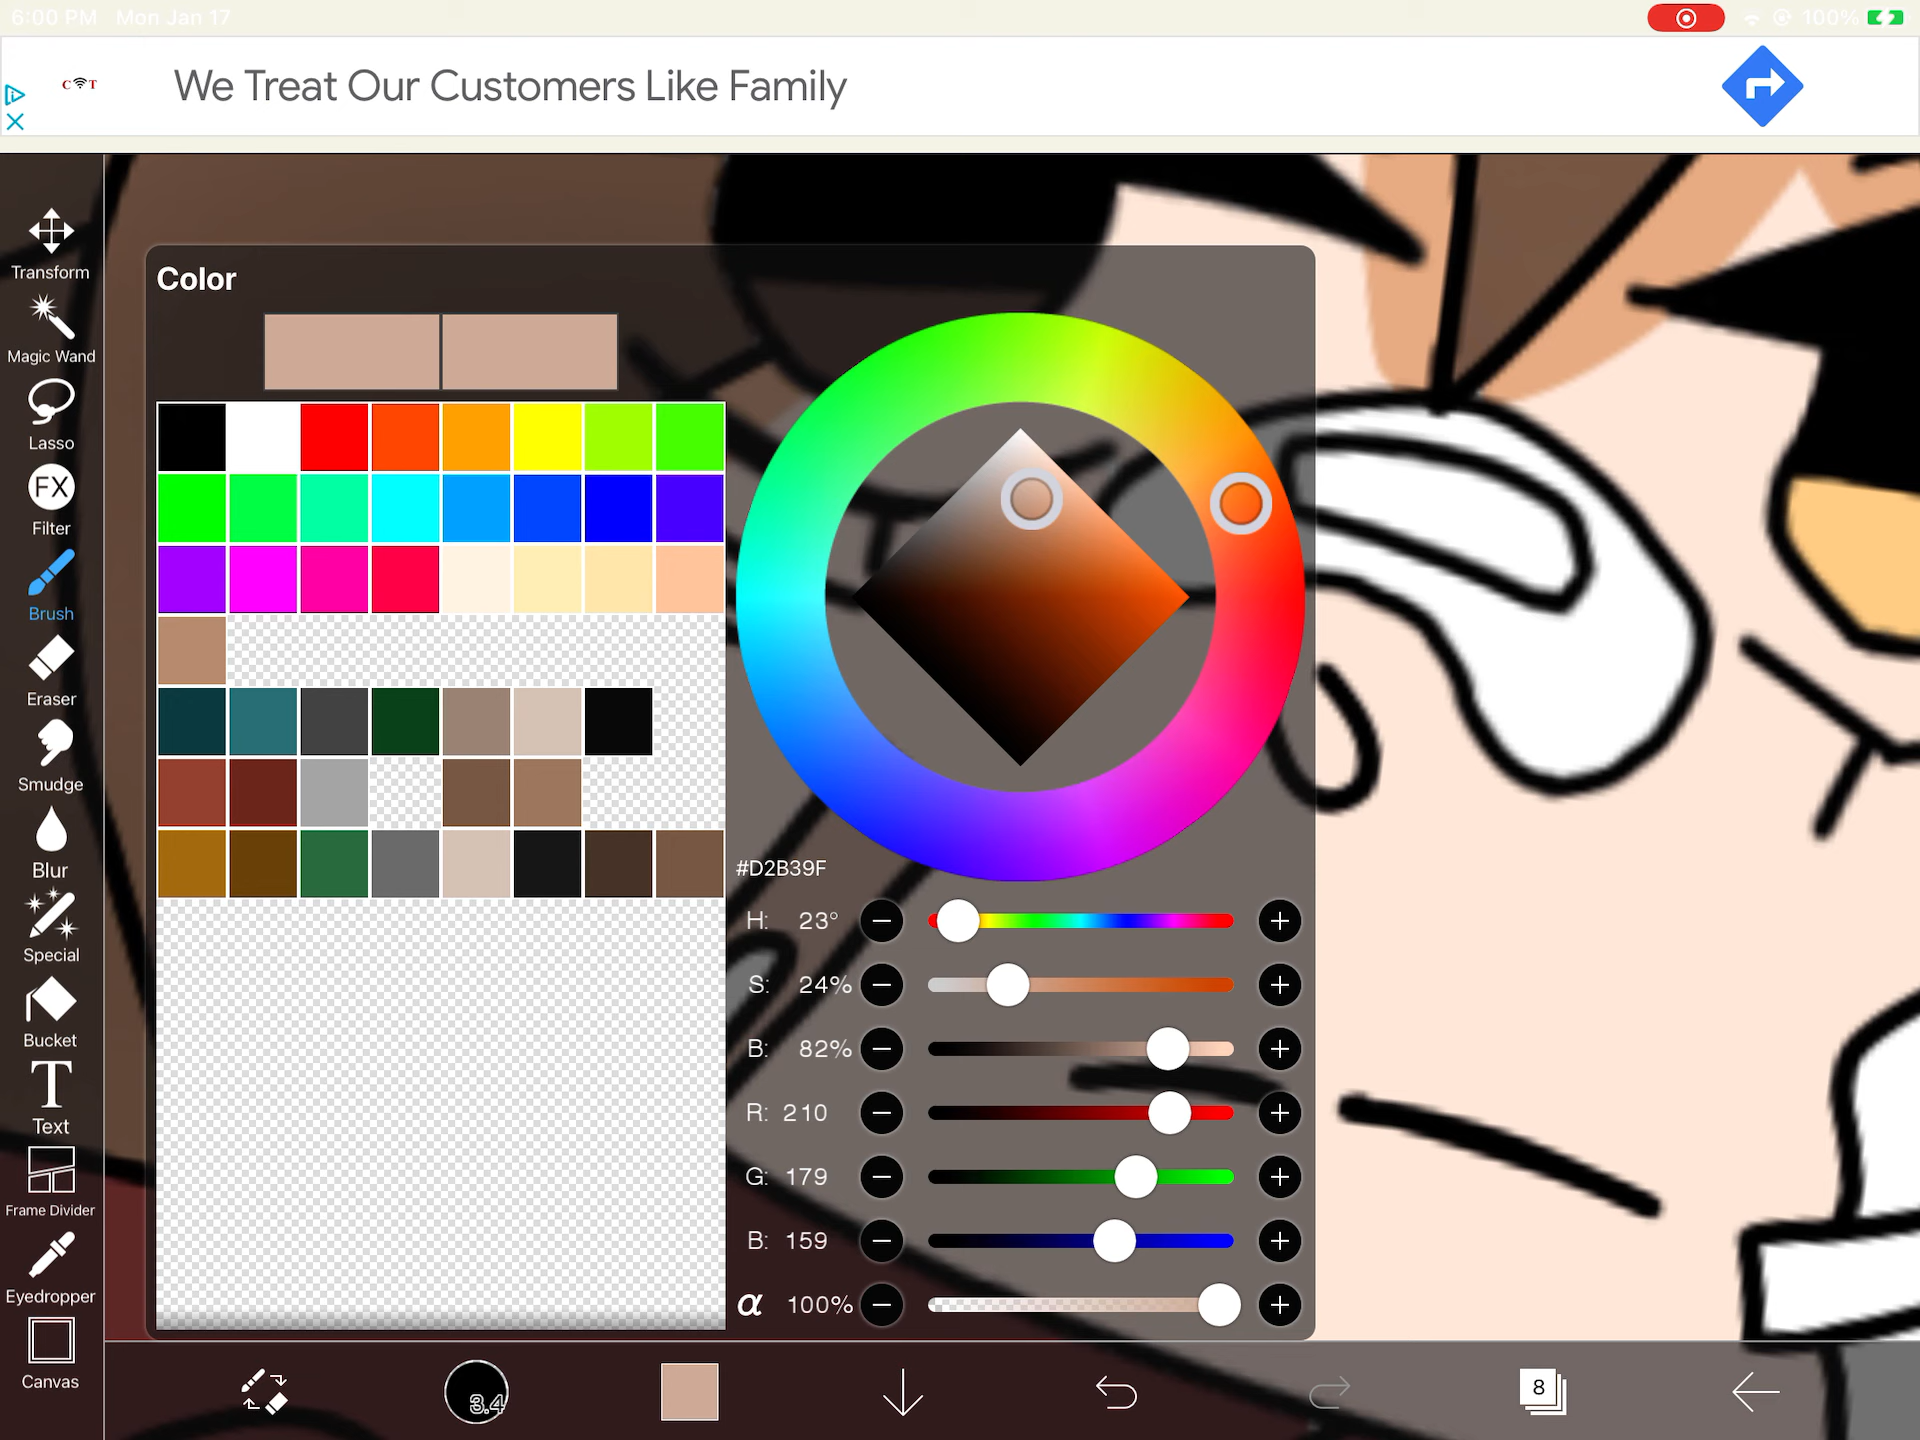 6:00 PM Mon Jan 17
100%
C T
We Treat Our Customers Like Family
Transform
Magic Wand
Lasso
FX
Filter
Brush
Eraser
Smudge
Blur
Special
Bucket
T
Text
Frame Divider
Eyedropper
Canvas
Color
#D2B39F
H: 23°
S: 24%
B: 82%
R: 210
G: 179
B: 159
α 100%
3.4
8